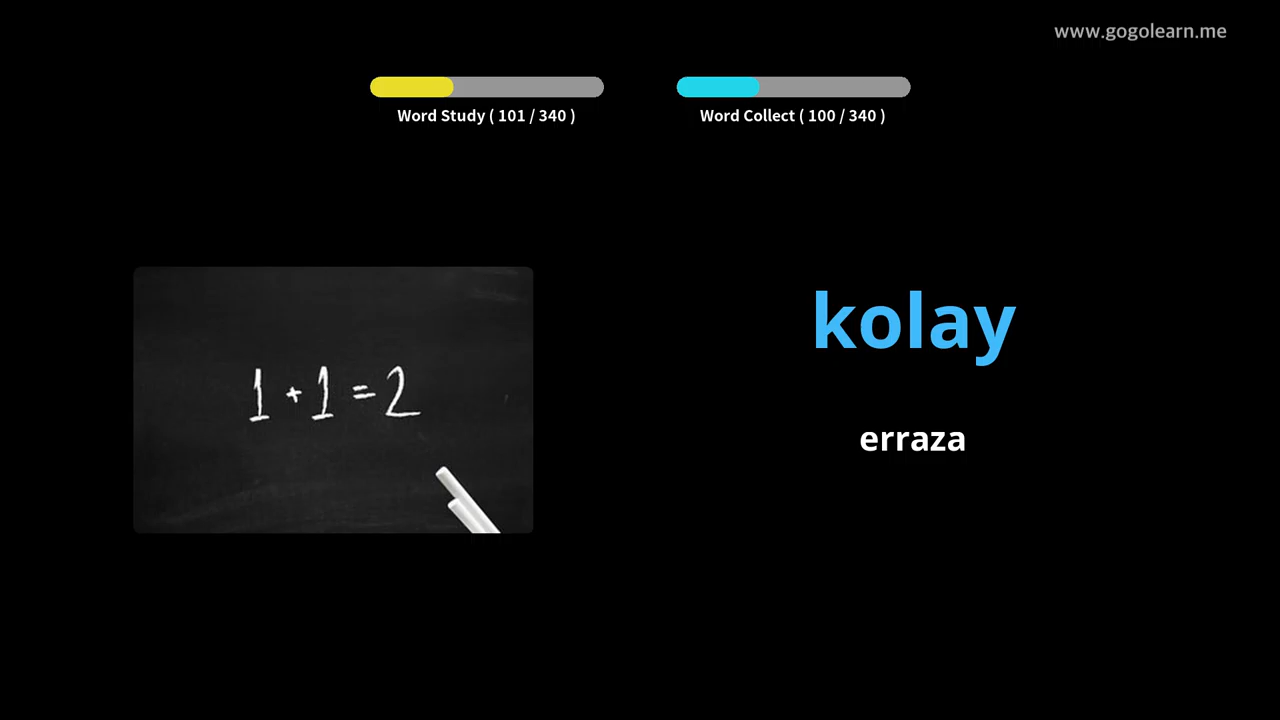 www.gogolearn.me
Word Study ( 101 / 340 )
Word Collect ( 100 / 340 )
1 + 1 = 2
kolay
erraza